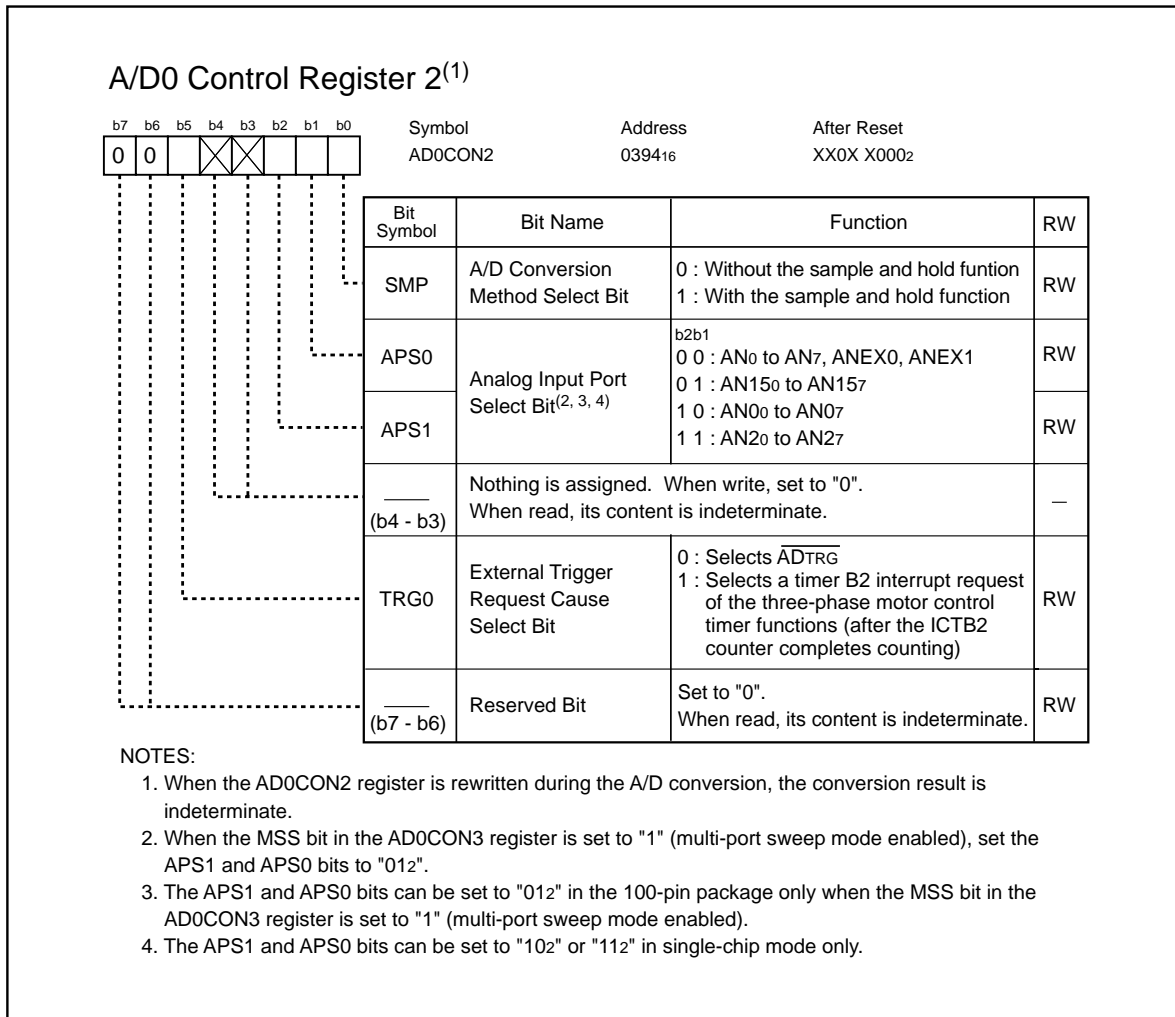 A/D0 Control Register 2(1)
b7 b6 b5 b4 b3 b2 b1 b0
0 0
Symbol Address After Reset
AD0CON2 039416 XX0X X0002
Bit Symbol Bit Name Function RW
SMP
A/D Conversion
Method Select Bit
0 : Without the sample and hold funtion
1 : With the sample and hold function
RW
APS0
APS1
Analog Input Port
Select Bit(2, 3, 4)
b2b1
0 0 : AN0 to AN7, ANEX0, ANEX1
0 1 : AN150 to AN157
1 0 : AN00 to AN07
1 1 : AN20 to AN27
RW
RW
(b4 - b3)
Nothing is assigned. When write, set to "0".
When read, its content is indeterminate.
—
TRG0
External Trigger
Request Cause
Select Bit
0 : Selects ADTRG
1 : Selects a timer B2 interrupt request
of the three-phase motor control
timer functions (after the ICTB2
counter completes counting)
RW
(b7 - b6)
Reserved Bit
Set to "0".
When read, its content is indeterminate.
RW
NOTES:
1. When the AD0CON2 register is rewritten during the A/D conversion, the conversion result is
indeterminate.
2. When the MSS bit in the AD0CON3 register is set to "1" (multi-port sweep mode enabled), set the
APS1 and APS0 bits to "012".
3. The APS1 and APS0 bits can be set to "012" in the 100-pin package only when the MSS bit in the
AD0CON3 register is set to "1" (multi-port sweep mode enabled).
4. The APS1 and APS0 bits can be set to "102" or "112" in single-chip mode only.